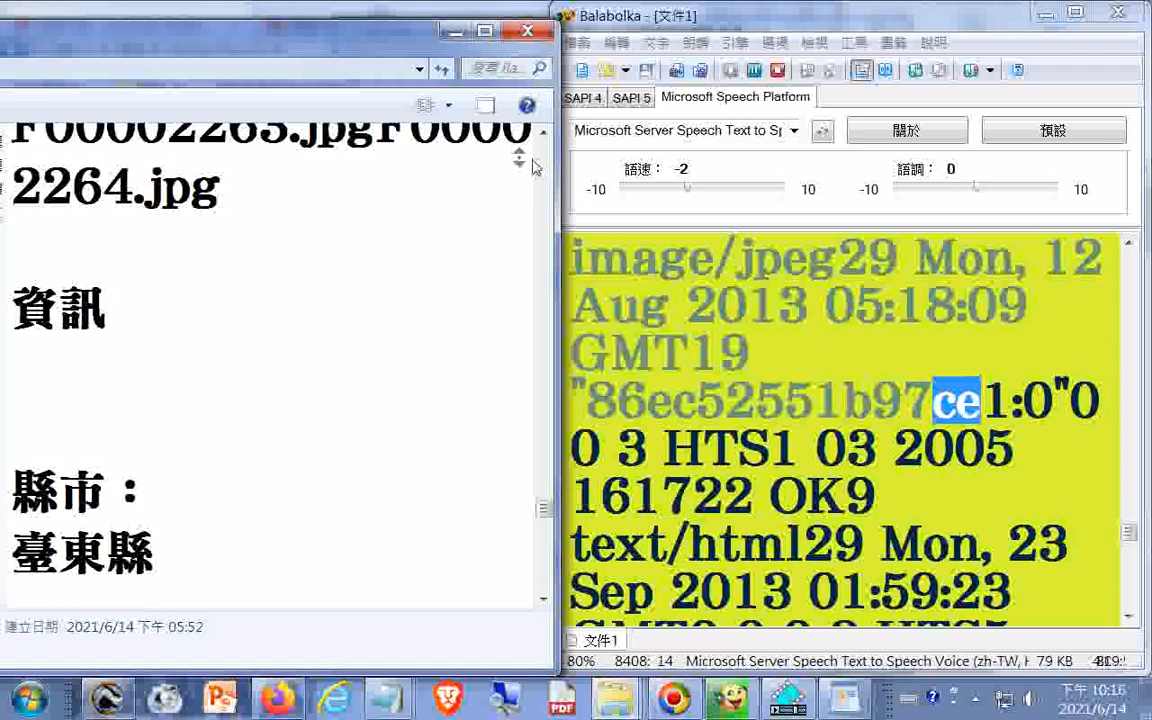 Balabolka - [文件1]
檔案 編輯 文字 朗讀 引擎 選項 檢視 工具 書籤 說明
SAPI 4 SAPI 5 Microsoft Speech Platform
Microsoft Server Speech Text to Sp
關於
預設
語速： -2
-10 10
語調： 0
-10 10
F00002263.jpgF0000
2264.jpg
資訊
縣市：
臺東縣
建立日期 2021/6/14 下午 05:52
image/jpeg29 Mon, 12
Aug 2013 05:18:09
GMT19
"86ec52551b97ce1:0"0
0 3 HTS1 03 2005
161722 OK9
text/html29 Mon, 23
Sep 2013 01:59:23
文件1
80% 8408: 14 Microsoft Server Speech Text to Speech Voice (zh-TW, 79 KB
PDF
下午 10:16
2021/6/14